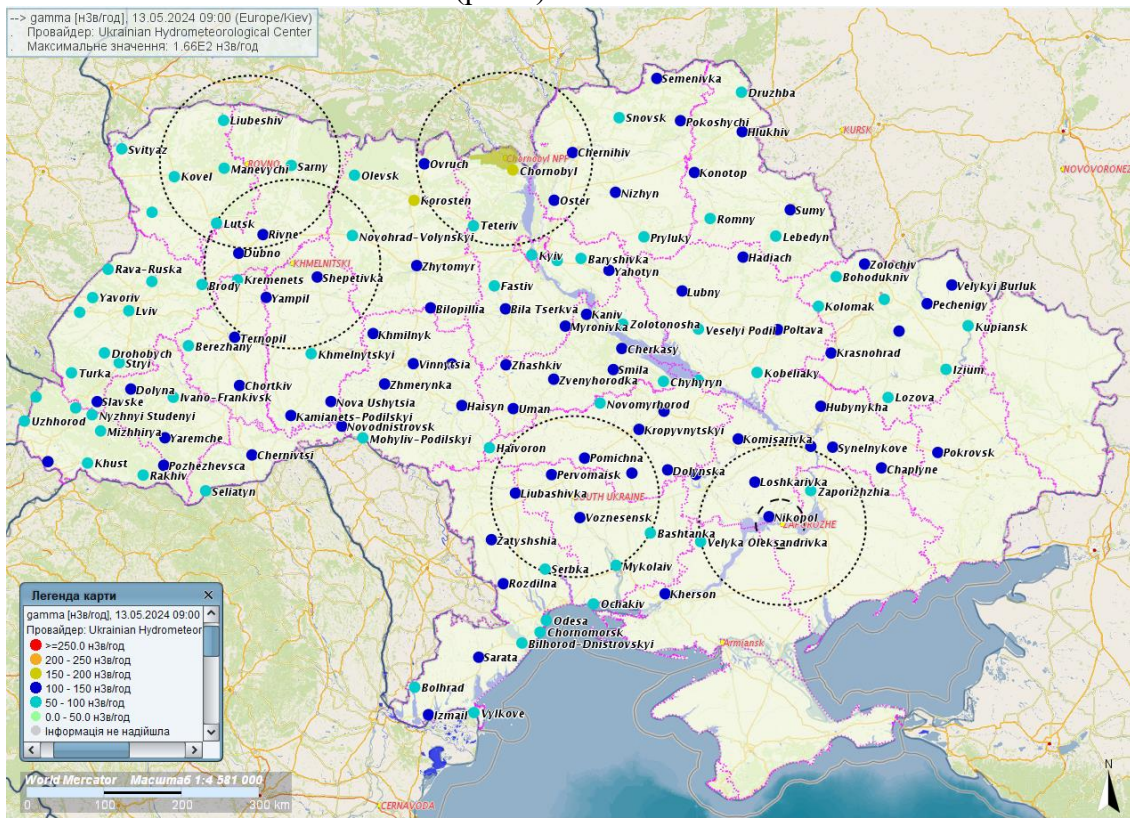 --> gamma [нЗв/год], 13.05.2024 09:00 (Europe/Kiev)
Провайдер: Ukrainian Hydrometeorological Center
Максимальне значення: 1.66E2 нЗв/год
Semenivka
Druzhba
Liubeshiv
Snovsk
Pokoshychi
Hlukhiv
KURSK
Svityaz
Chernihiv
ROVNO
Sarny
Ovruch
Chornobyl NPP
Chornobyl
NOVOVORONEZ
Kovel
Manevychi
Olevsk
Konotop
Nizhyn
Korosten
Oster
Sumy
Lutsk
Teteriv
Romny
Rivne
Novohrad-Volynskyi
Pryluky
Lebedyn
Dubno
Kyiv
Baryshivka
Hadiach
KHMELNITSKI
Zhytomyr
Yahotyn
Zolochiv
Rava-Ruska
Kremenets
Shepetivka
Bohodukniv
Brody
Fastiv
Lubny
Velykyi Burluk
Yavoriv
Yampil
Pechenigy
Lviv
Bilopillia
Bila Tserkva
Kaniv
Kolomak
Myronivka
Zolotonosha
Veselyi Podil
Poltava
Kupiansk
Ternopil
Khmilnyk
Berezhany
Drohobych
Khmelnytskyi
Cherkasy
Krasnohrad
Stryi
Vinnytsia
Zhashkiv
Turka
Smila
Kobeliaky
Izium
Dolyna
Chortkiv
Zhmerynka
Zvenyhorodka
Chyhyryn
Slavske
Ivano-Frankivsk
Nova Ushytsia
Haisyn
Uman
Novomyrhorod
Hubynykha
Lozova
Uzhhorod
Nyzhnyi Studenyi
Kamianets-Podilskyi
Mizhhirya
Yaremche
Novodnistrovsk
Mohyliv-Podilskyi
Kropyvnytskyi
Komisarivka
Haivoron
Synelnykove
Pokrovsk
Khust
Pozhezhevsca
Chernivtsi
Pomichna
Dolynska
Chaplyne
Rakhiv
Pervomaisk
Loshkarivka
Seliatyn
Liubashivka
SOUTH UKRAINE
Zaporizhzhia
Voznesensk
Nikopol
ZAPOROZHE
Zatyshshia
Bashtanka
Velyka Oleksandrivka
Serbka
Mykolaiv
Rozdilna
Kherson
Ochakiv
Odesa
Chornomorsk
Bilhorod-Dnistrovskyi
Armiansk
Sarata
Bolhrad
Izmail
Vylkove
CERNAVODA
Легенда карти
gamma [нЗв/год], 13.05.2024 09:00
Провайдер: Ukrainian Hydrometeor
>=250.0 нЗв/год
200 - 250 нЗв/год
150 - 200 нЗв/год
100 - 150 нЗв/год
50 - 100 нЗв/год
0.0 - 50.0 нЗв/год
Інформація не надійшла
World Mercator Масштаб 1:4 581 000
0 100 200 300 km
N